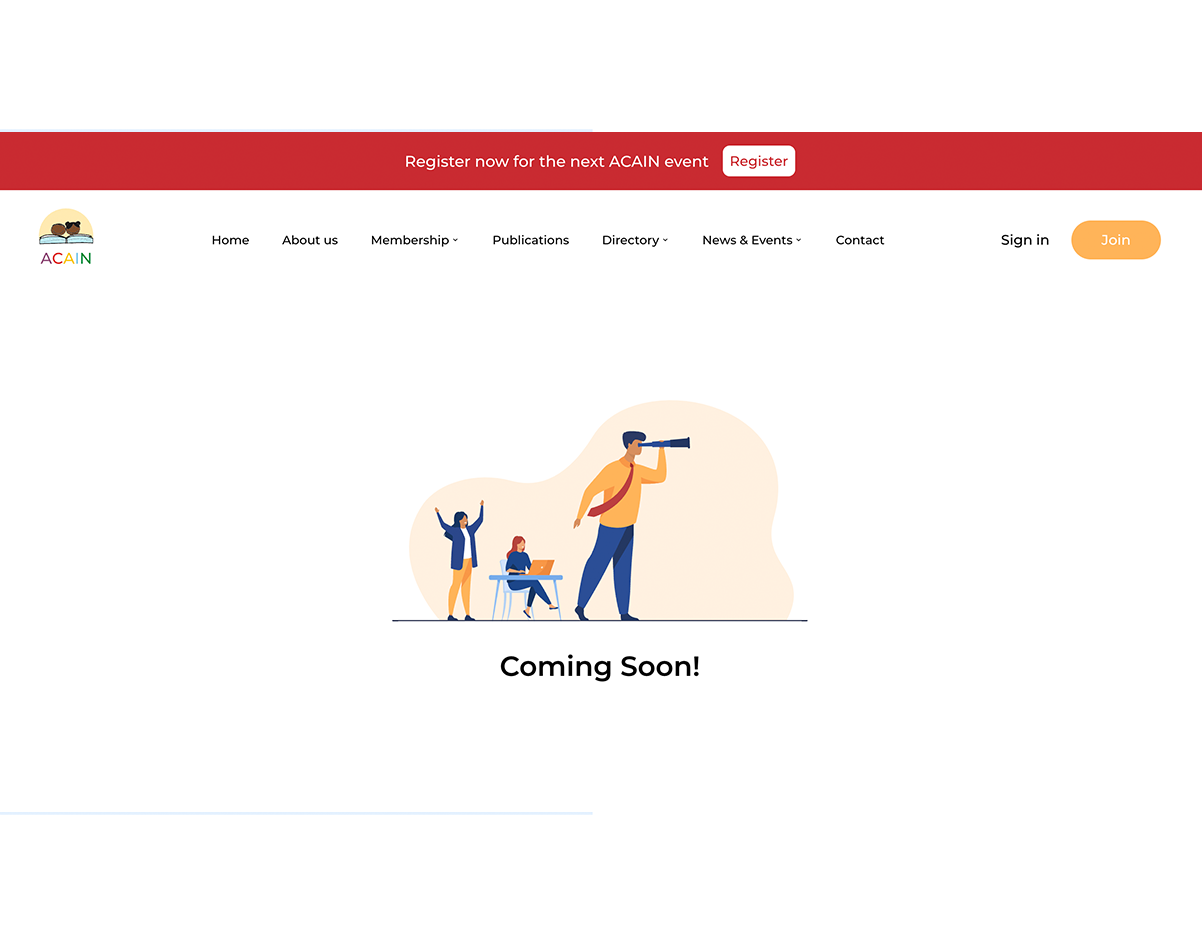 Register now for the next ACAIN event Register
ACAIN
Home About us Membership Publications Directory News & Events Contact Sign in Join
Coming Soon!